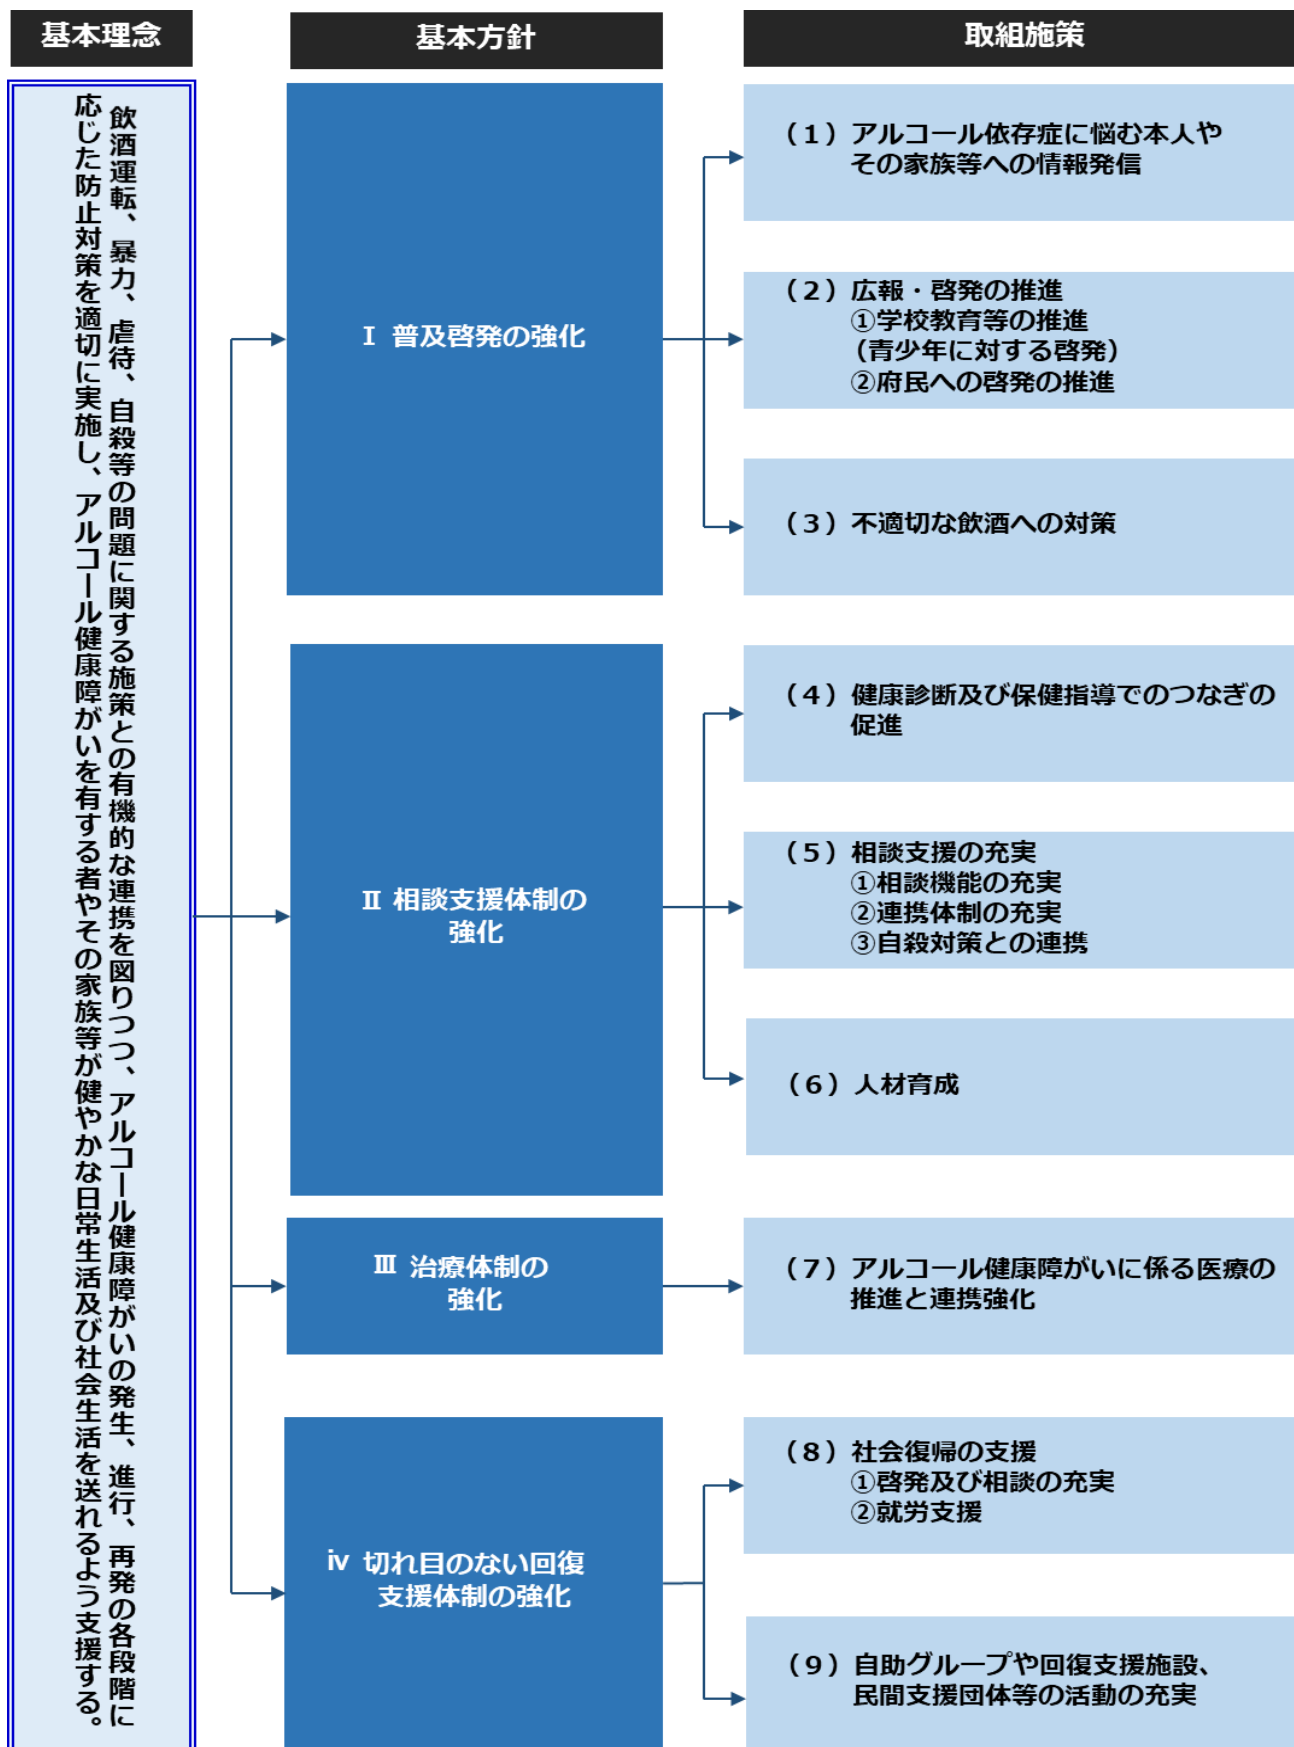 基本理念
基本方針
取組施策
飲酒運転、暴力、虐待、自殺等の問題に関する施策との有機的な連携を図りつつ、アルコール健康障がいの発生、進行、再発の各段階に
応じた防止対策を適切に実施し、アルコール健康障がいを有する者やその家族等が健やかな日常生活及び社会生活を送れるよう支援する。
Ⅰ 普及啓発の強化
（１）アルコール依存症に悩む本人や
その家族等への情報発信
（２）広報・啓発の推進
①学校教育等の推進
（青少年に対する啓発）
②府民への啓発の推進
（３）不適切な飲酒への対策
Ⅱ 相談支援体制の
強化
（４）健康診断及び保健指導でのつなぎの
促進
（５）相談支援の充実
①相談機能の充実
②連携体制の充実
③自殺対策との連携
（６）人材育成
Ⅲ 治療体制の
強化
（７）アルコール健康障がいに係る医療の
推進と連携強化
ⅳ 切れ目のない回復
支援体制の強化
（８）社会復帰の支援
①啓発及び相談の充実
②就労支援
（９）自助グループや回復支援施設、
民間支援団体等の活動の充実